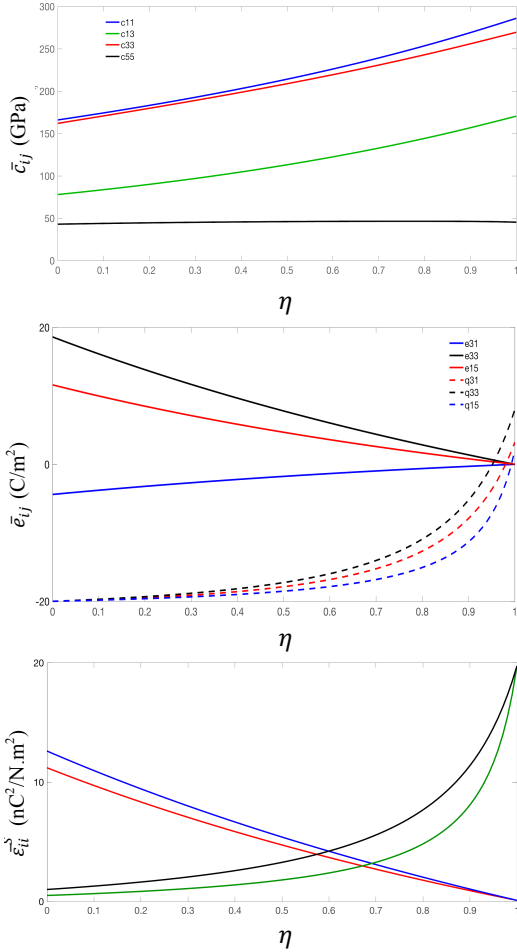 300
250
200
150
100
50
0
c11
c13
c33
c55
c̄ij (GPa)
0 0.1 0.2 0.3 0.4 0.5 0.6 0.7 0.8 0.9 1
η
20
0
-20
e31
e33
e15
q31
q33
q15
ēij (C/m²)
0 0.1 0.2 0.3 0.4 0.5 0.6 0.7 0.8 0.9 1
η
20
10
0
ε̄ii^S (nC²/N.m²)
0 0.1 0.2 0.3 0.4 0.5 0.6 0.7 0.8 0.9 1
η